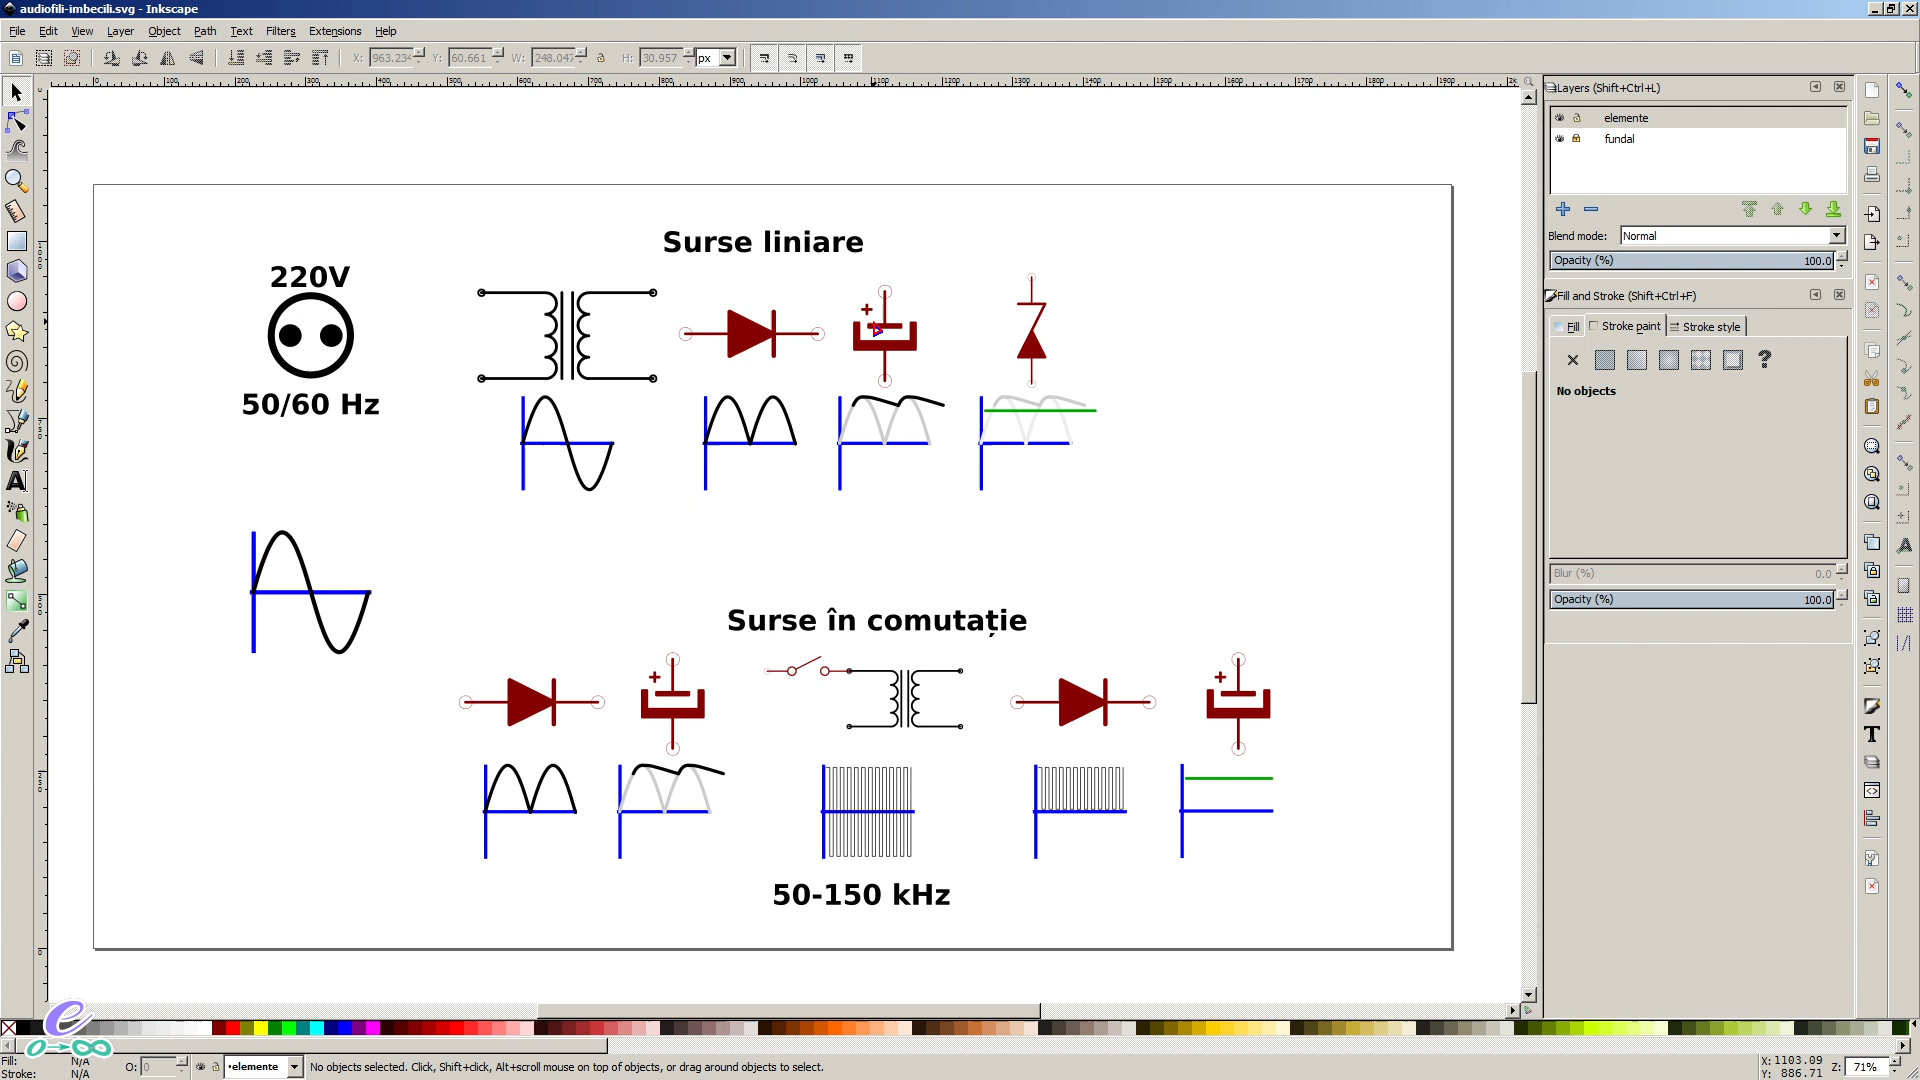 audiofili-imbecili.svg - Inkscape
File Edit View Layer Object Path Text Filters Extensions Help
X: 963.234 Y: 60.661 W: 248.047 H: 30.957 px
Layers (Shift+Ctrl+L)
elemente
fundal
Blend mode: Normal
Opacity (%) 100.0
Fill and Stroke (Shift+Ctrl+F)
Fill Stroke paint Stroke style
No objects
Blur (%) 0.0
Opacity (%) 100.0
Surse liniare
220V
50/60 Hz
Surse în comutație
50-150 kHz
Fill: N/A
Stroke: N/A
O: 0
•elemente
No objects selected. Click, Shift+click, Alt+scroll mouse on top of objects, or drag around objects to select.
X: 1103.09
Y: 886.71
Z: 71%